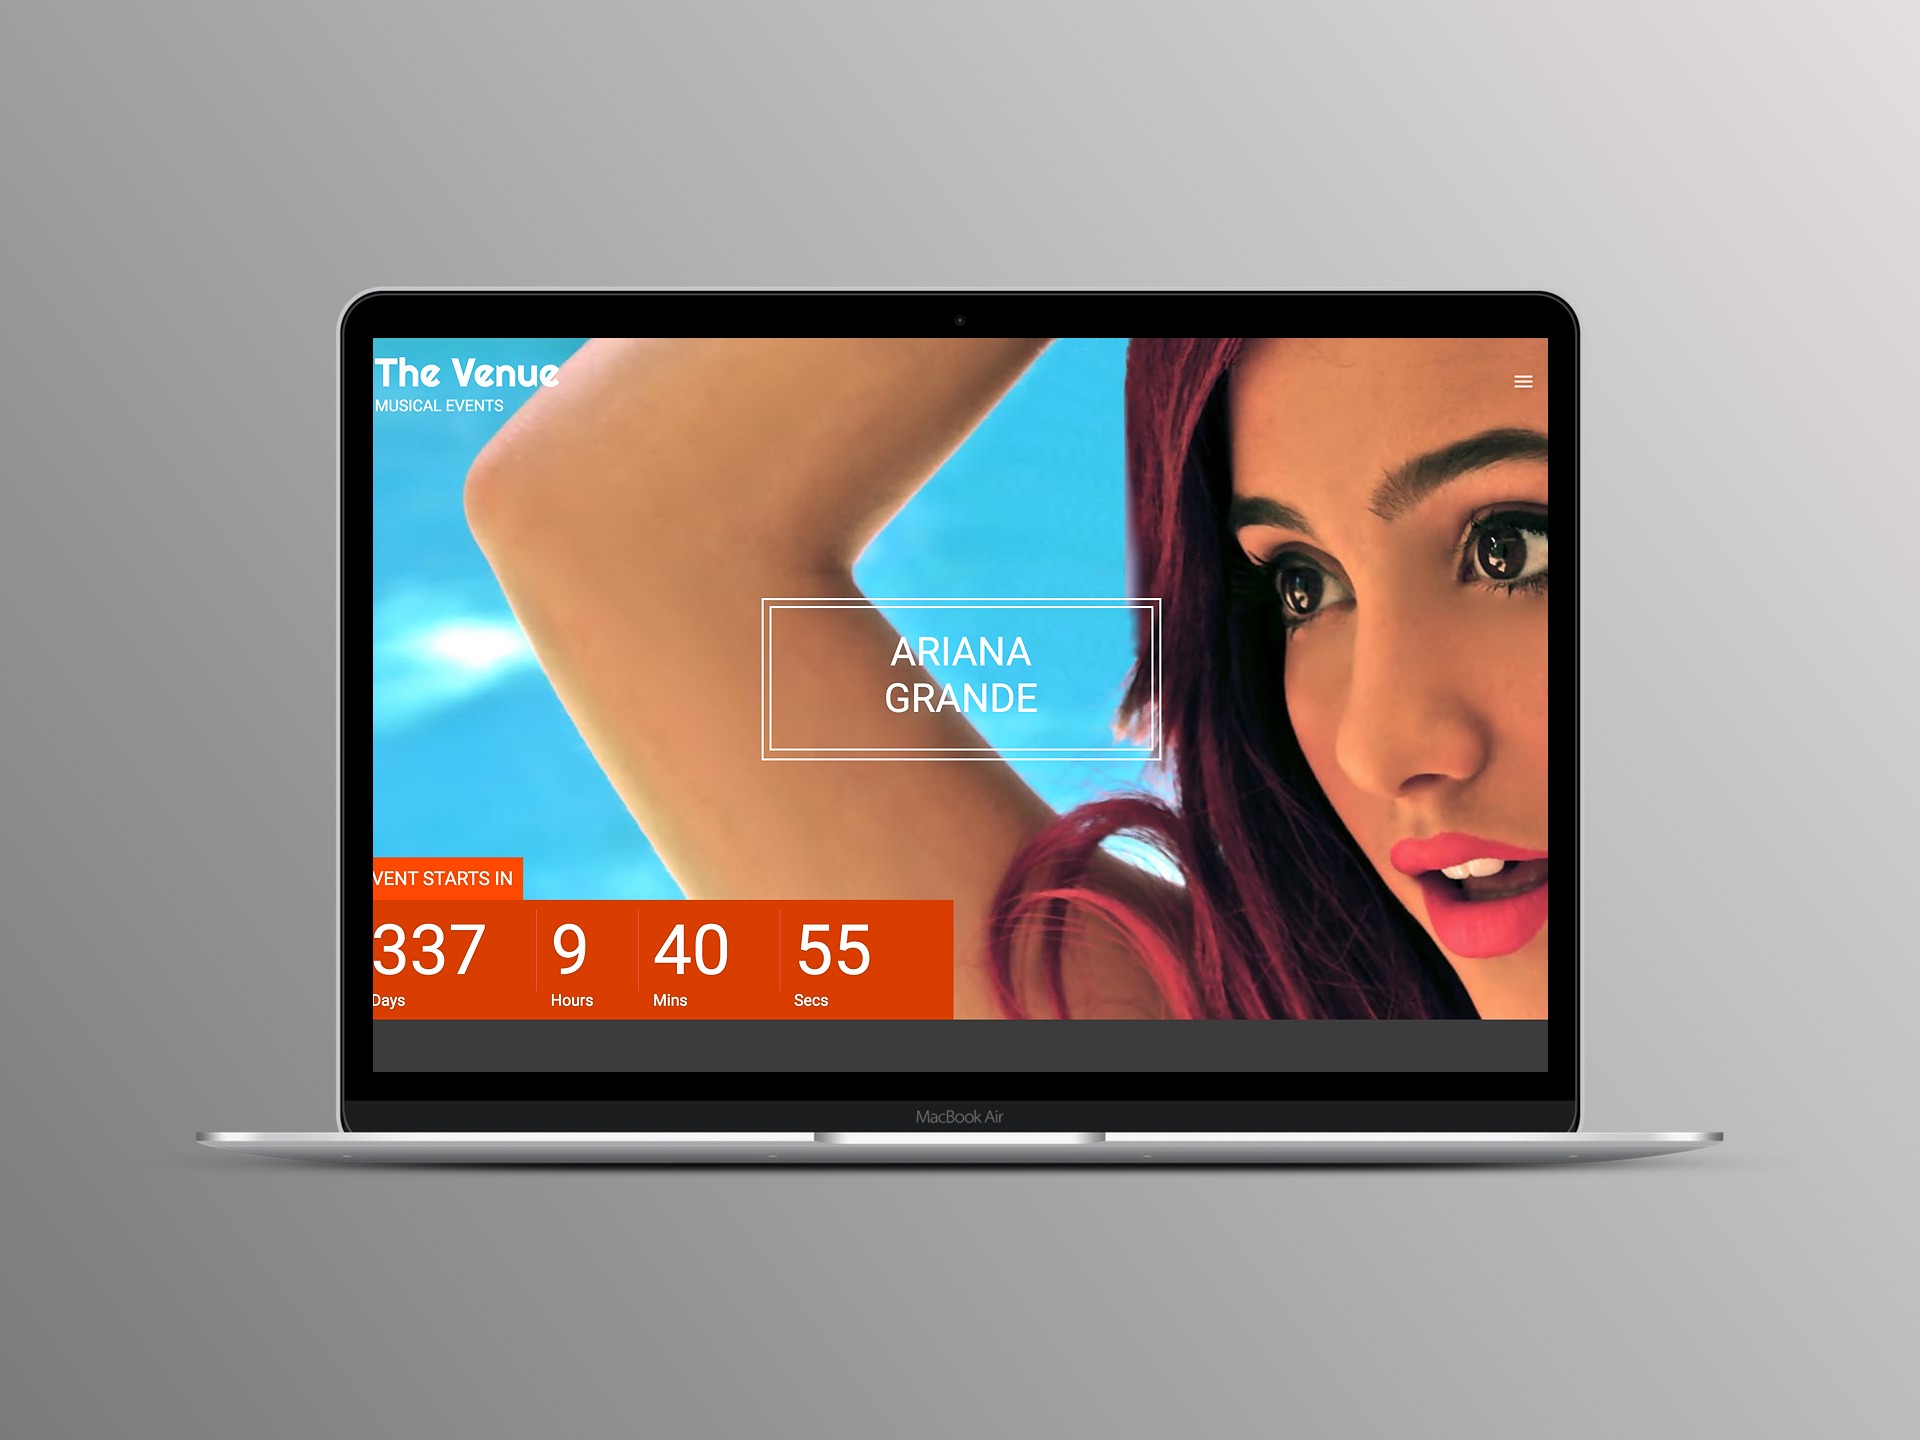 The Venue
MUSICAL EVENTS
ARIANA
GRANDE
VENT STARTS IN
337 9 40 55
Days Hours Mins Secs
MacBook Air